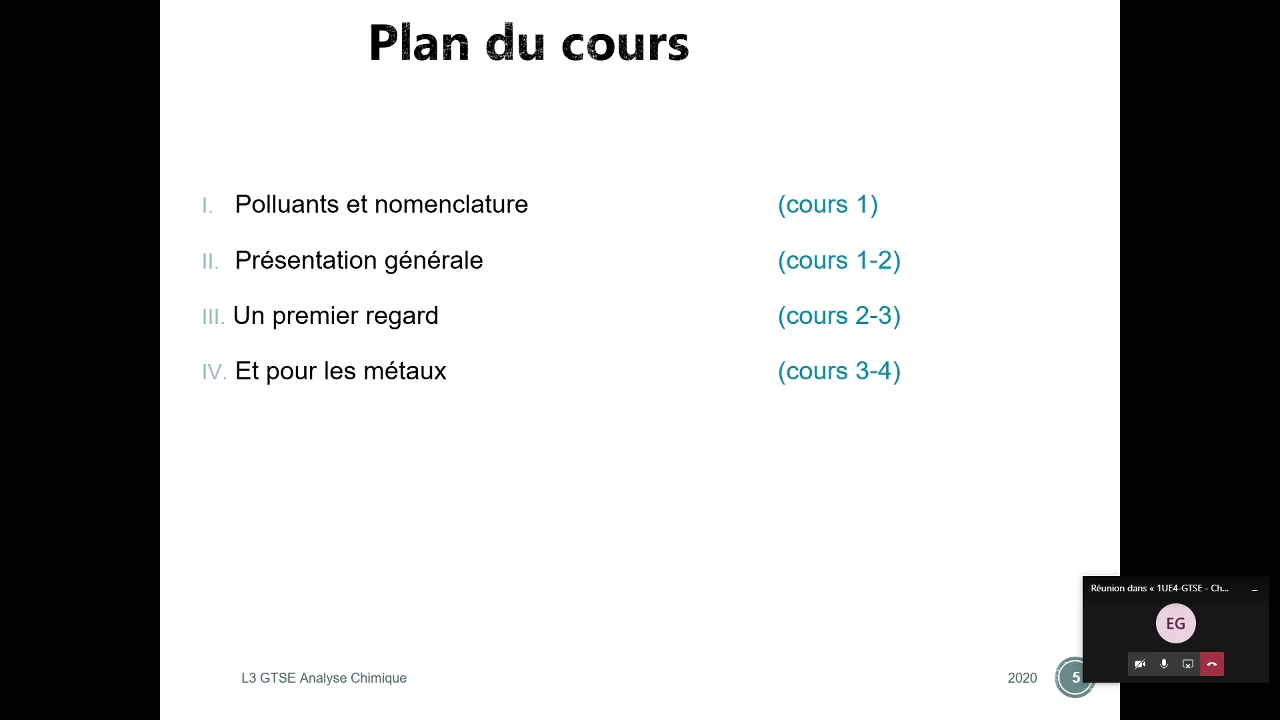 Plan du cours
I. Polluants et nomenclature (cours 1)
II. Présentation générale (cours 1-2)
III. Un premier regard (cours 2-3)
IV. Et pour les métaux (cours 3-4)
Réunion dans « 1UE4-GTSE - Ch...
EG
L3 GTSE Analyse Chimique 2020 5